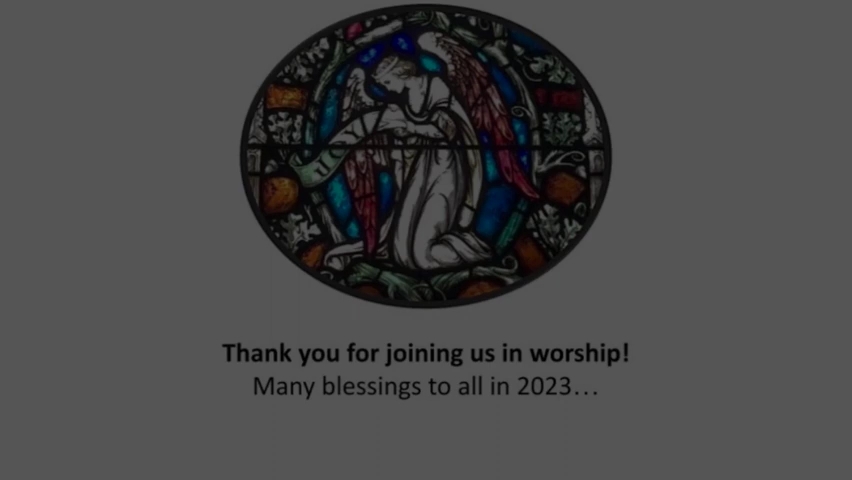 Thank you for joining us in worship!
Many blessings to all in 2023…